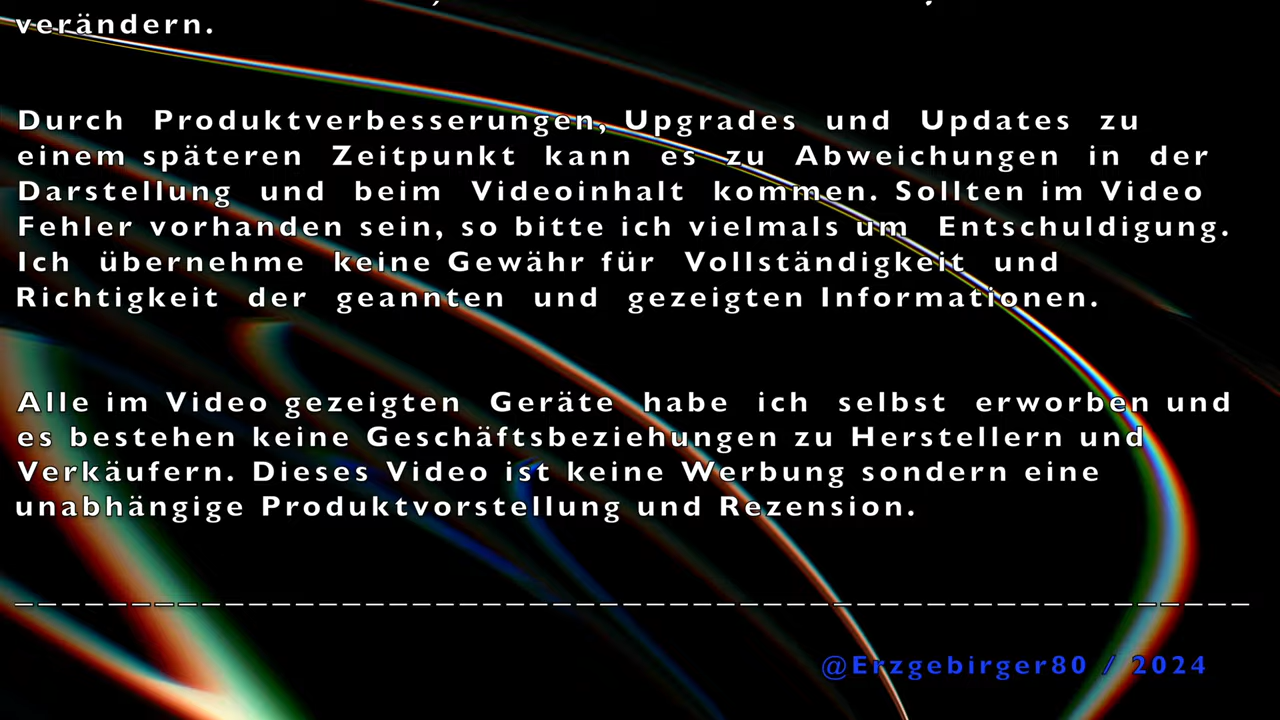 verändern.
Durch Produktverbesserungen, Upgrades und Updates zu
einem späteren Zeitpunkt kann es zu Abweichungen in der
Darstellung und beim Videoinhalt kommen. Sollten im Video
Fehler vorhanden sein, so bitte ich vielmals um Entschuldigung.
Ich übernehme keine Gewähr für Vollständigkeit und
Richtigkeit der geannten und gezeigten Informationen.
Alle im Video gezeigten Geräte habe ich selbst erworben und
es bestehen keine Geschäftsbeziehungen zu Herstellern und
Verkäufern. Dieses Video ist keine Werbung sondern eine
unabhängige Produktvorstellung und Rezension.
@Erzgebirger80 / 2024